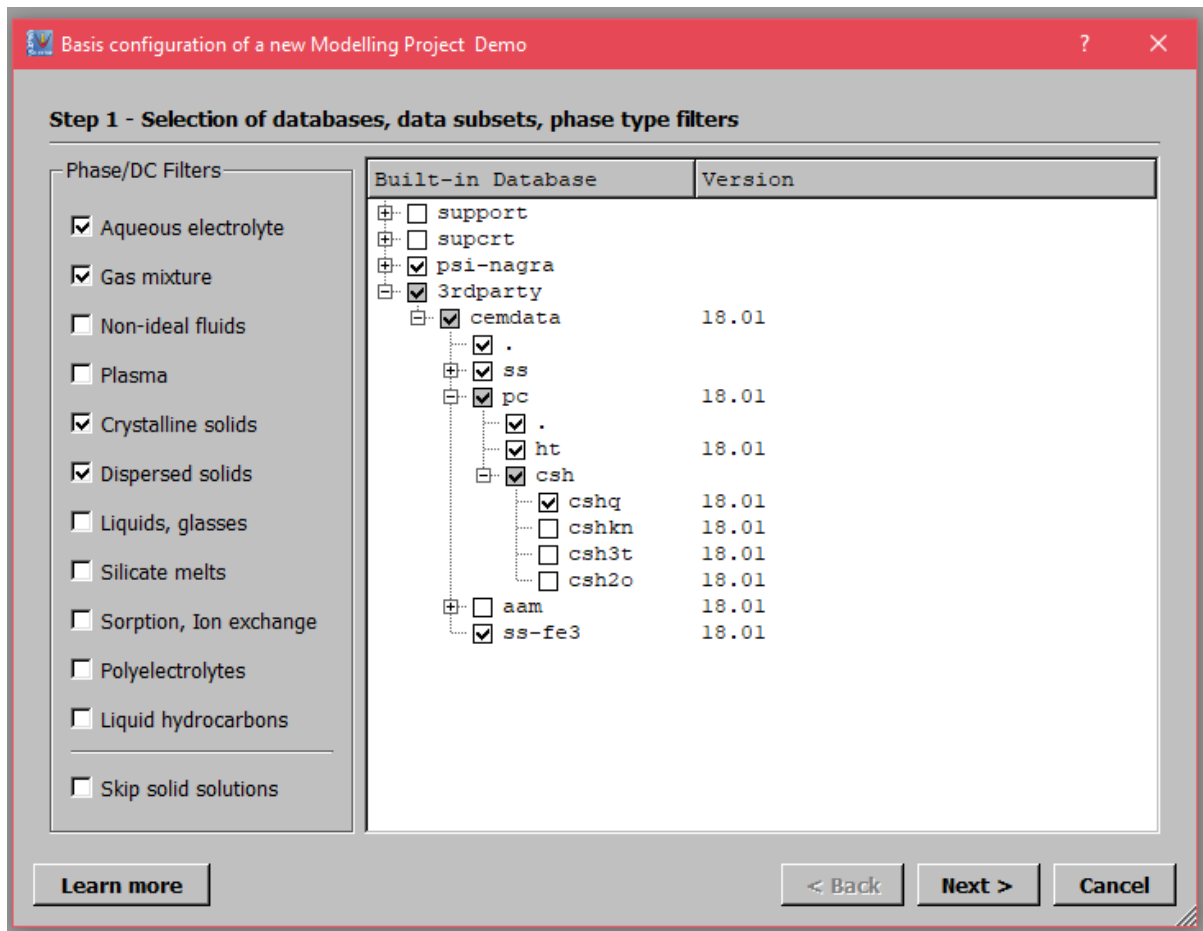 Basis configuration of a new Modelling Project Demo
Step 1 - Selection of databases, data subsets, phase type filters
Phase/DC Filters
Aqueous electrolyte
Gas mixture
Non-ideal fluids
Plasma
Crystalline solids
Dispersed solids
Liquids, glasses
Silicate melts
Sorption, Ion exchange
Polyelectrolytes
Liquid hydrocarbons
Skip solid solutions
Built-in Database Version
support
supcrt
psi-nagra
3rdparty
cemdata 18.01
.
ss
pc 18.01
.
ht 18.01
csh
cshq 18.01
cshkn 18.01
csh3t 18.01
csh2o 18.01
aam 18.01
ss-fe3 18.01
Learn more
< Back Next > Cancel